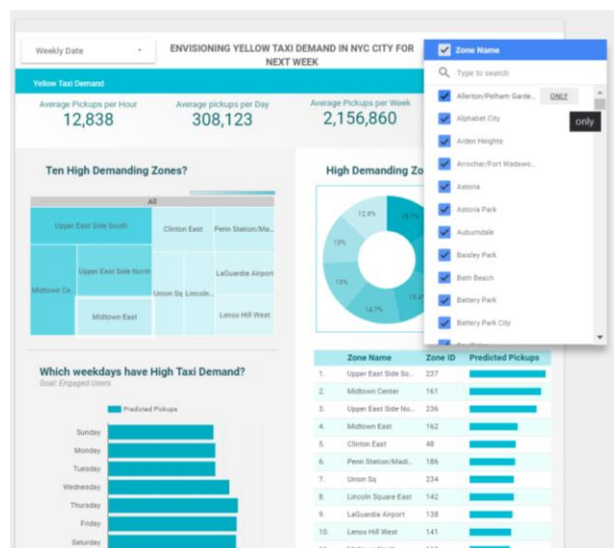 Weekly Date
ENVISIONING YELLOW TAXI DEMAND IN NYC CITY FOR
NEXT WEEK
Yellow Taxi Demand
Average Pickups per Hour
12,838
Average pickups per Day
308,123
Average Pickups per Week
2,156,860
Zone Name
Type to search
Allerton/Pelham Garde... ONLY
only
Alphabet City
Arden Heights
Arrochar/Fort Wadswo...
Astoria
Astoria Park
Auburndale
Baisley Park
Bath Beach
Battery Park
Battery Park City
Ten High Demanding Zones?
All
Upper East Side South
Clinton East
Penn Station/Ma...
Midtown Ce...
Upper East Side North
Union Sq
Lincoln...
LaGuardia Airport
Midtown East
Lenox Hill West
High Demanding Zo
12.8%
13%
13%
14.7%
Which weekdays have High Taxi Demand?
Goal: Engaged Users
Predicted Pickups
Sunday
Monday
Tuesday
Wednesday
Thursday
Friday
Saturday
Zone Name Zone ID Predicted Pickups
1. Upper East Side So... 237
2. Midtown Center 161
3. Upper East Side No... 236
4. Midtown East 162
5. Clinton East 48
6. Penn Station/Madi... 186
7. Union Sq 234
8. Lincoln Square East 142
9. LaGuardia Airport 138
10. Lenox Hill West 141